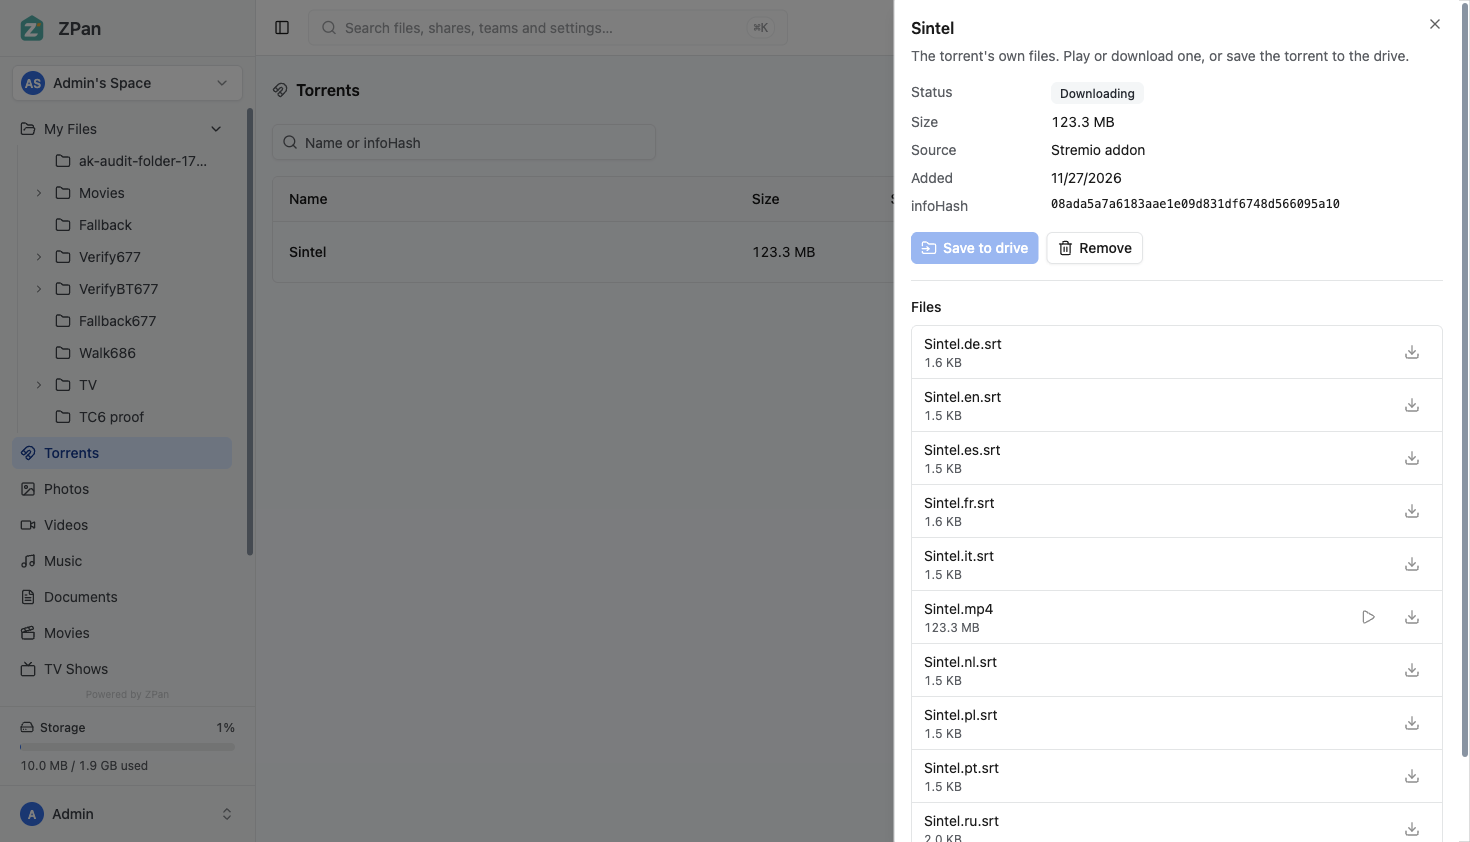 ZPan
Search files, shares, teams and settings...
⌘K
AS
Admin's Space
My Files
ak-audit-folder-17...
Movies
Fallback
Verify677
VerifyBT677
Fallback677
Walk686
TV
TC6 proof
Torrents
Photos
Videos
Music
Documents
Movies
TV Shows
Powered by ZPan
Storage 1%
10.0 MB / 1.9 GB used
A
Admin
Torrents
Name or infoHash
Name Size
Sintel 123.3 MB
Sintel
The torrent's own files. Play or download one, or save the torrent to the drive.
Status Downloading
Size 123.3 MB
Source Stremio addon
Added 11/27/2026
infoHash 08ada5a7a6183aae1e09d831df6748d566095a10
Save to drive Remove
Files
Sintel.de.srt
1.6 KB
Sintel.en.srt
1.5 KB
Sintel.es.srt
1.5 KB
Sintel.fr.srt
1.6 KB
Sintel.it.srt
1.5 KB
Sintel.mp4
123.3 MB
Sintel.nl.srt
1.5 KB
Sintel.pl.srt
1.5 KB
Sintel.pt.srt
1.5 KB
Sintel.ru.srt
2.0 KB